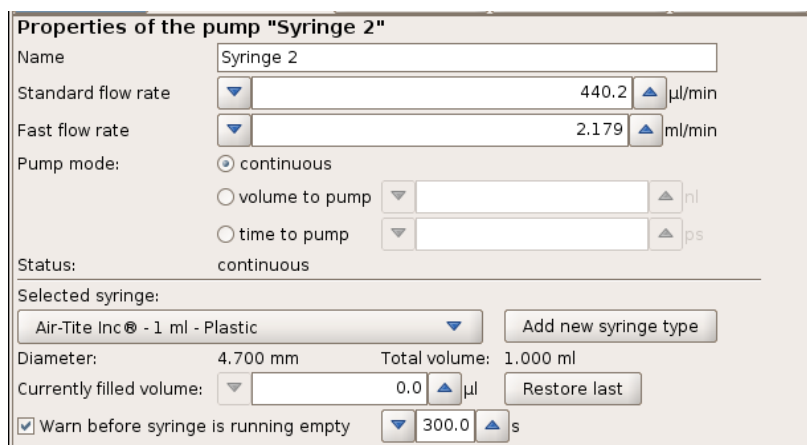 Properties of the pump "Syringe 2"
Name Syringe 2
Standard flow rate 440.2 µl/min
Fast flow rate 2.179 ml/min
Pump mode: continuous
volume to pump nl
time to pump ps
Status: continuous
Selected syringe:
Air-Tite Inc® - 1 ml - Plastic Add new syringe type
Diameter: 4.700 mm Total volume: 1.000 ml
Currently filled volume: 0.0 µl Restore last
Warn before syringe is running empty 300.0 s